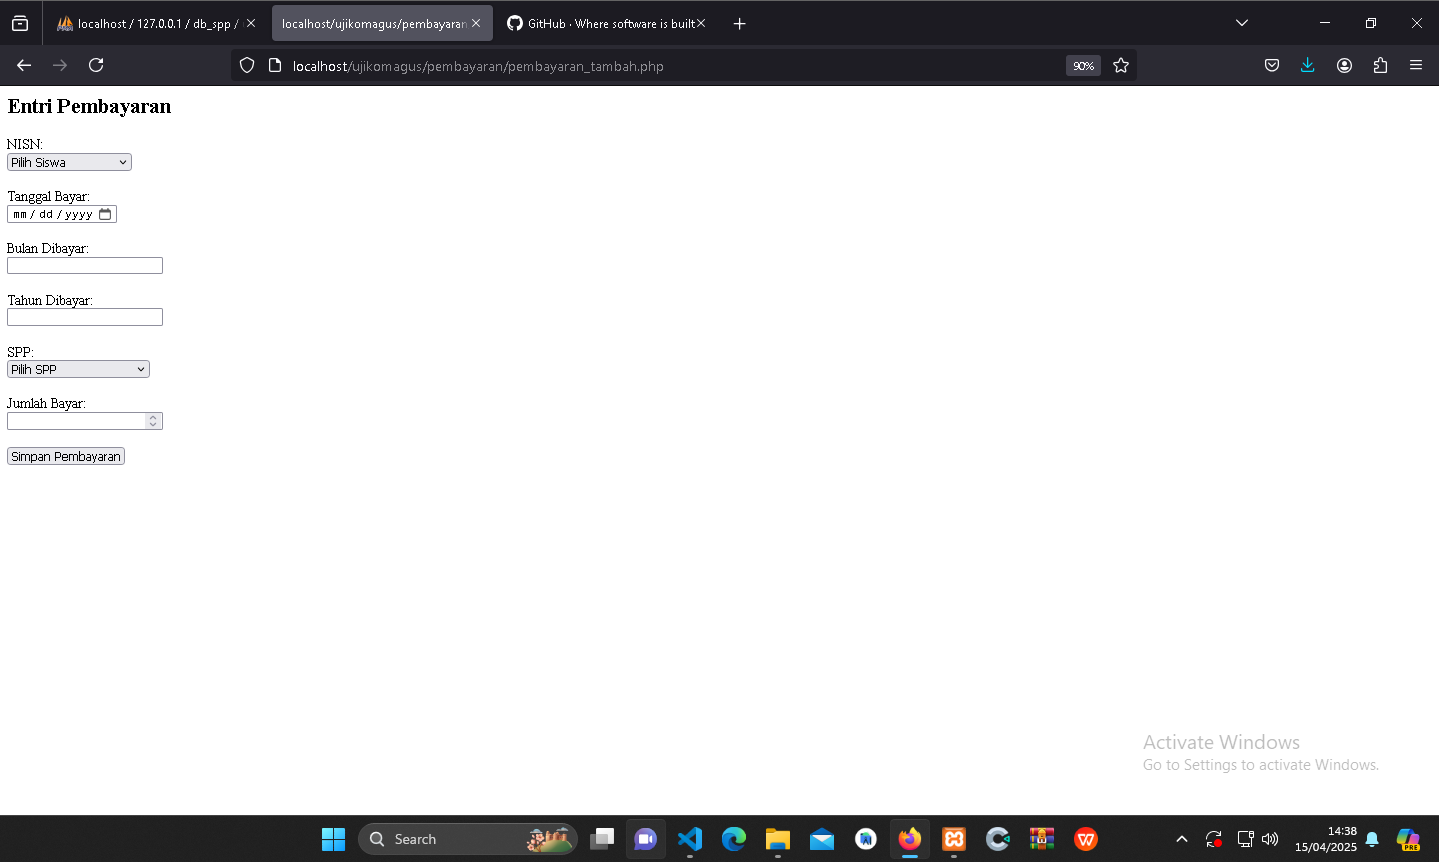 localhost / 127.0.0.1 / db_spp /
localhost/ujikomagus/pembayaran
GitHub · Where software is built
localhost/ujikomagus/pembayaran/pembayaran_tambah.php
90%
Entri Pembayaran
NISN:
Pilih Siswa
Tanggal Bayar:
mm / dd / yyyy
Bulan Dibayar:
Tahun Dibayar:
SPP:
Pilih SPP
Jumlah Bayar:
Simpan Pembayaran
Activate Windows
Go to Settings to activate Windows.
Search
14:38
15/04/2025
PRE